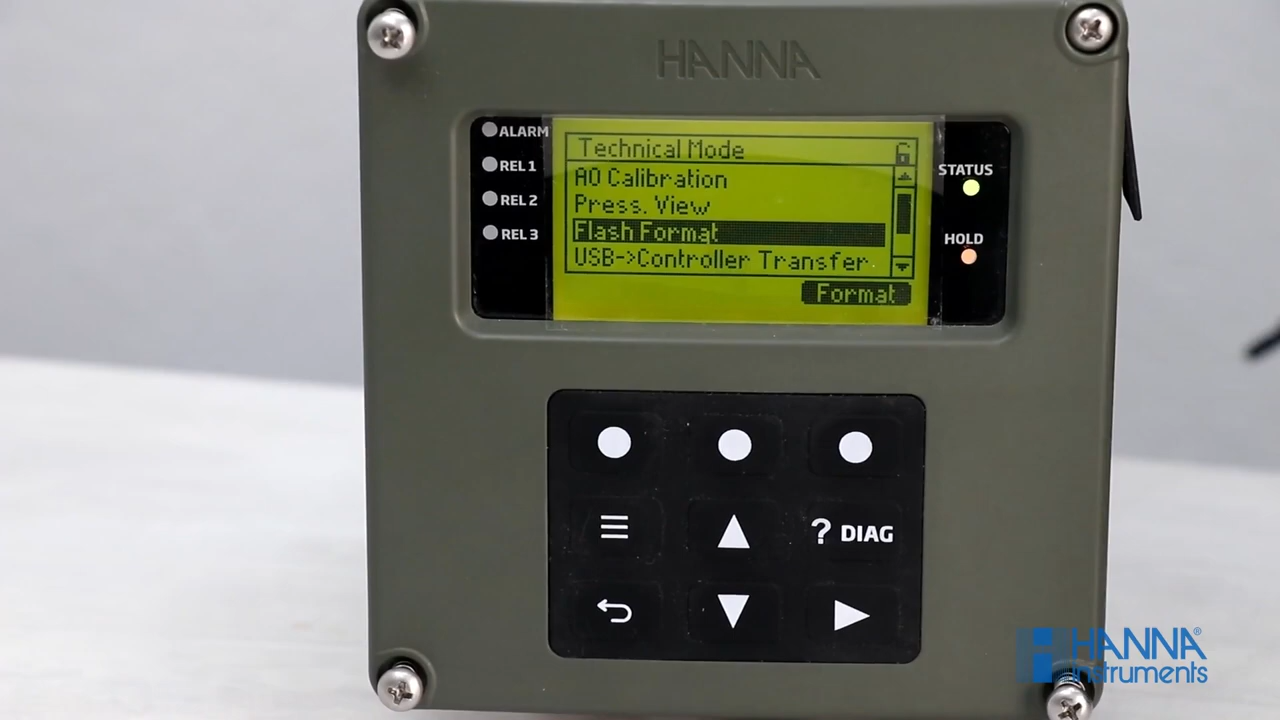 HANNA
ALARM
REL 1
REL 2
REL 3
Technical Mode
AO Calibration
Press. View
Flash Format
USB->Controller Transfer
Format
STATUS
HOLD
? DIAG
HANNA®
instruments